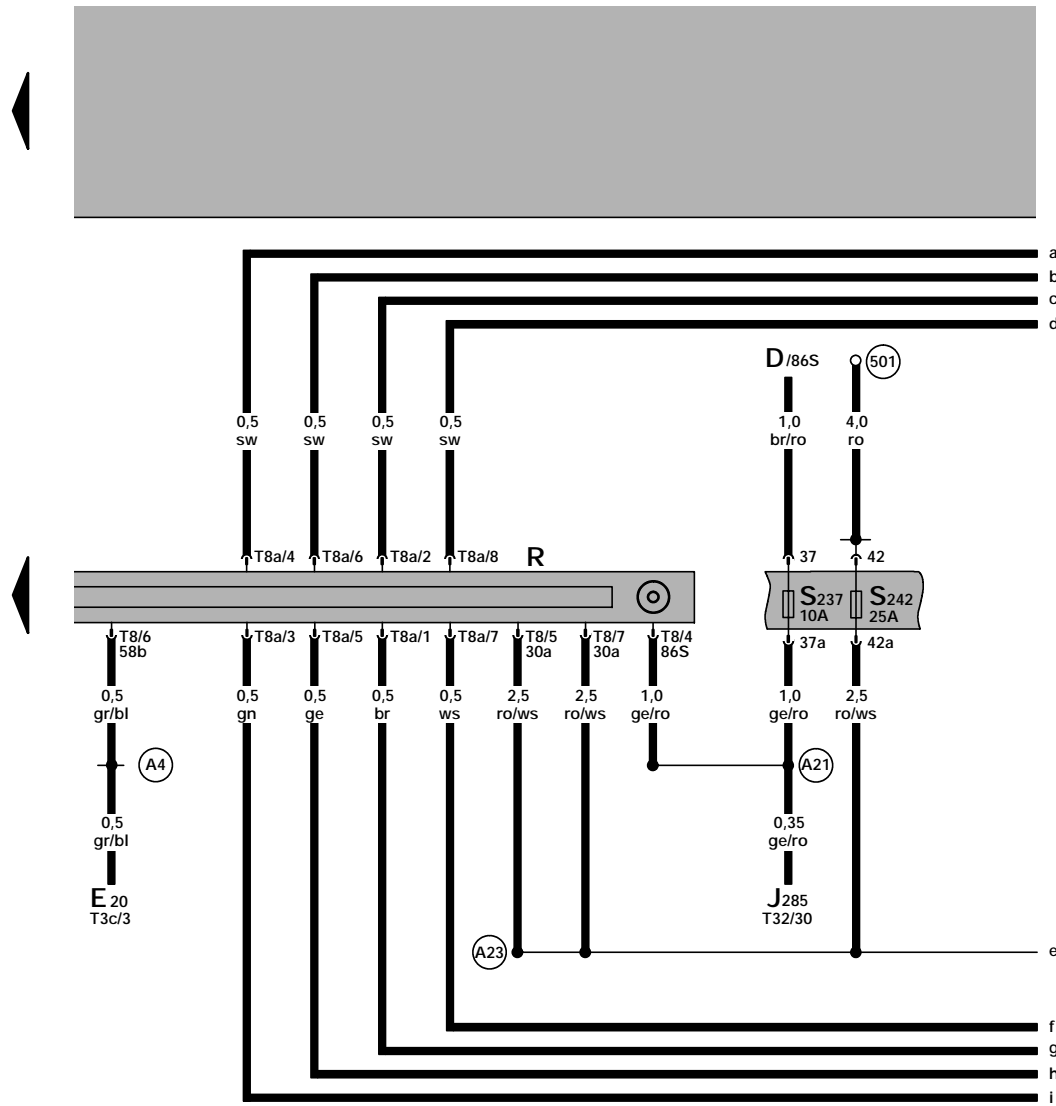 a
b
c
d
D/86S
501
0,5 0,5 0,5 0,5 1,0 4,0
sw sw sw sw br/ro ro
T8a/4 T8a/6 T8a/2 T8a/8 R 37 42
S237 S242
10A 25A
T8/6 T8a/3 T8a/5 T8a/1 T8a/7 T8/5 T8/7 T8/4 37a 42a
58b 30a 30a 86S
0,5 0,5 0,5 0,5 0,5 2,5 2,5 1,0 1,0 2,5
gr/bl gn ge br ws ro/ws ro/ws ge/ro ge/ro ro/ws
A4 A21
0,5 0,35
gr/bl ge/ro
E20 J285
T3c/3 T32/30
A23 e
f
g
h
i